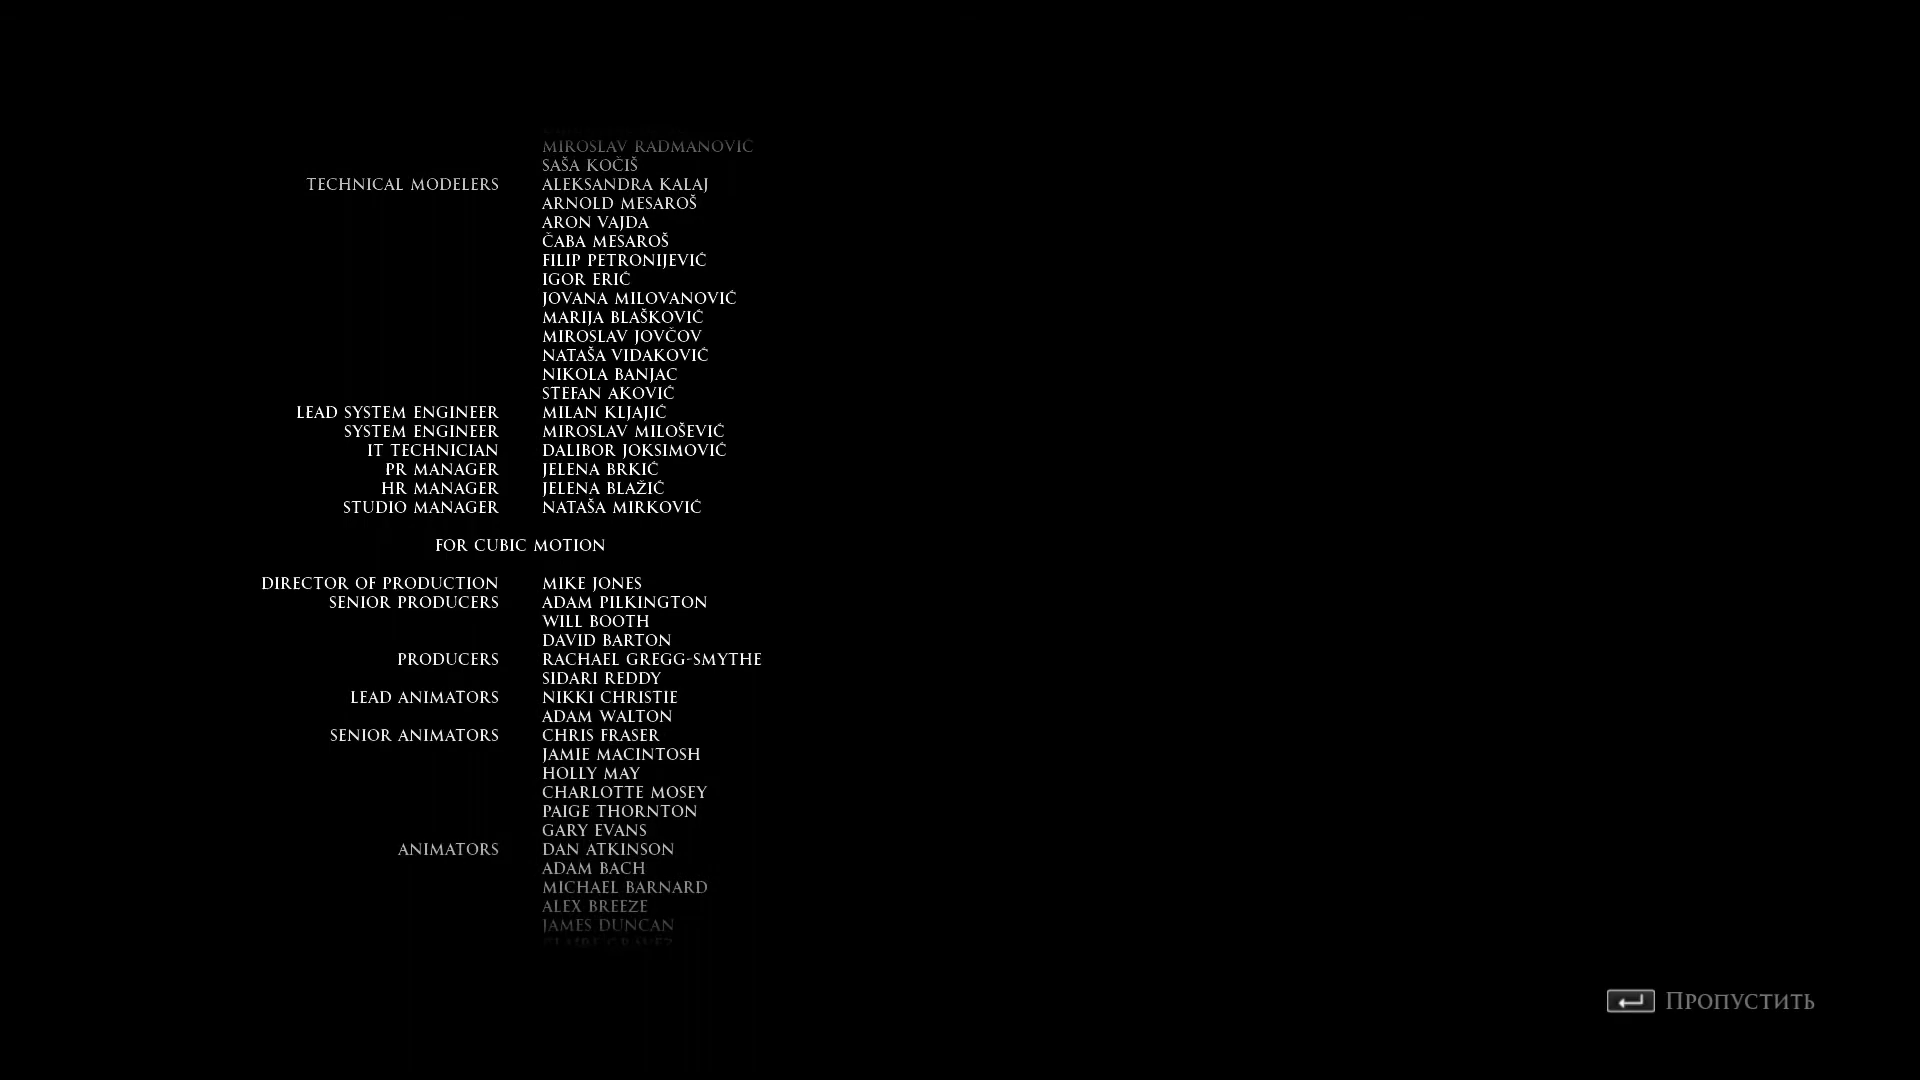 MIROSLAV RADMANOVIĆ
SAŠA KOČIŠ
TECHNICAL MODELERS ALEKSANDRA KALAJ
ARNOLD MESAROŠ
ARON VAJDA
ČABA MESAROŠ
FILIP PETRONIJEVIĆ
IGOR ERIĆ
JOVANA MILOVANOVIĆ
MARIJA BLAŠKOVIĆ
MIROSLAV JOVČOV
NATAŠA VIDAKOVIĆ
NIKOLA BANJAC
STEFAN AKOVIĆ
LEAD SYSTEM ENGINEER MILAN KLJAJIĆ
SYSTEM ENGINEER MIROSLAV MILOŠEVIĆ
IT TECHNICIAN DALIBOR JOKSIMOVIĆ
PR MANAGER JELENA BRKIĆ
HR MANAGER JELENA BLAŽIĆ
STUDIO MANAGER NATAŠA MIRKOVIĆ
FOR CUBIC MOTION
DIRECTOR OF PRODUCTION MIKE JONES
SENIOR PRODUCERS ADAM PILKINGTON
WILL BOOTH
DAVID BARTON
PRODUCERS RACHAEL GREGG-SMYTHE
SIDARI REDDY
LEAD ANIMATORS NIKKI CHRISTIE
ADAM WALTON
SENIOR ANIMATORS CHRIS FRASER
JAMIE MACINTOSH
HOLLY MAY
CHARLOTTE MOSEY
PAIGE THORNTON
GARY EVANS
ANIMATORS DAN ATKINSON
ADAM BACH
MICHAEL BARNARD
ALEX BREEZE
JAMES DUNCAN
CLAIRE
ПРОПУСТИТЬ